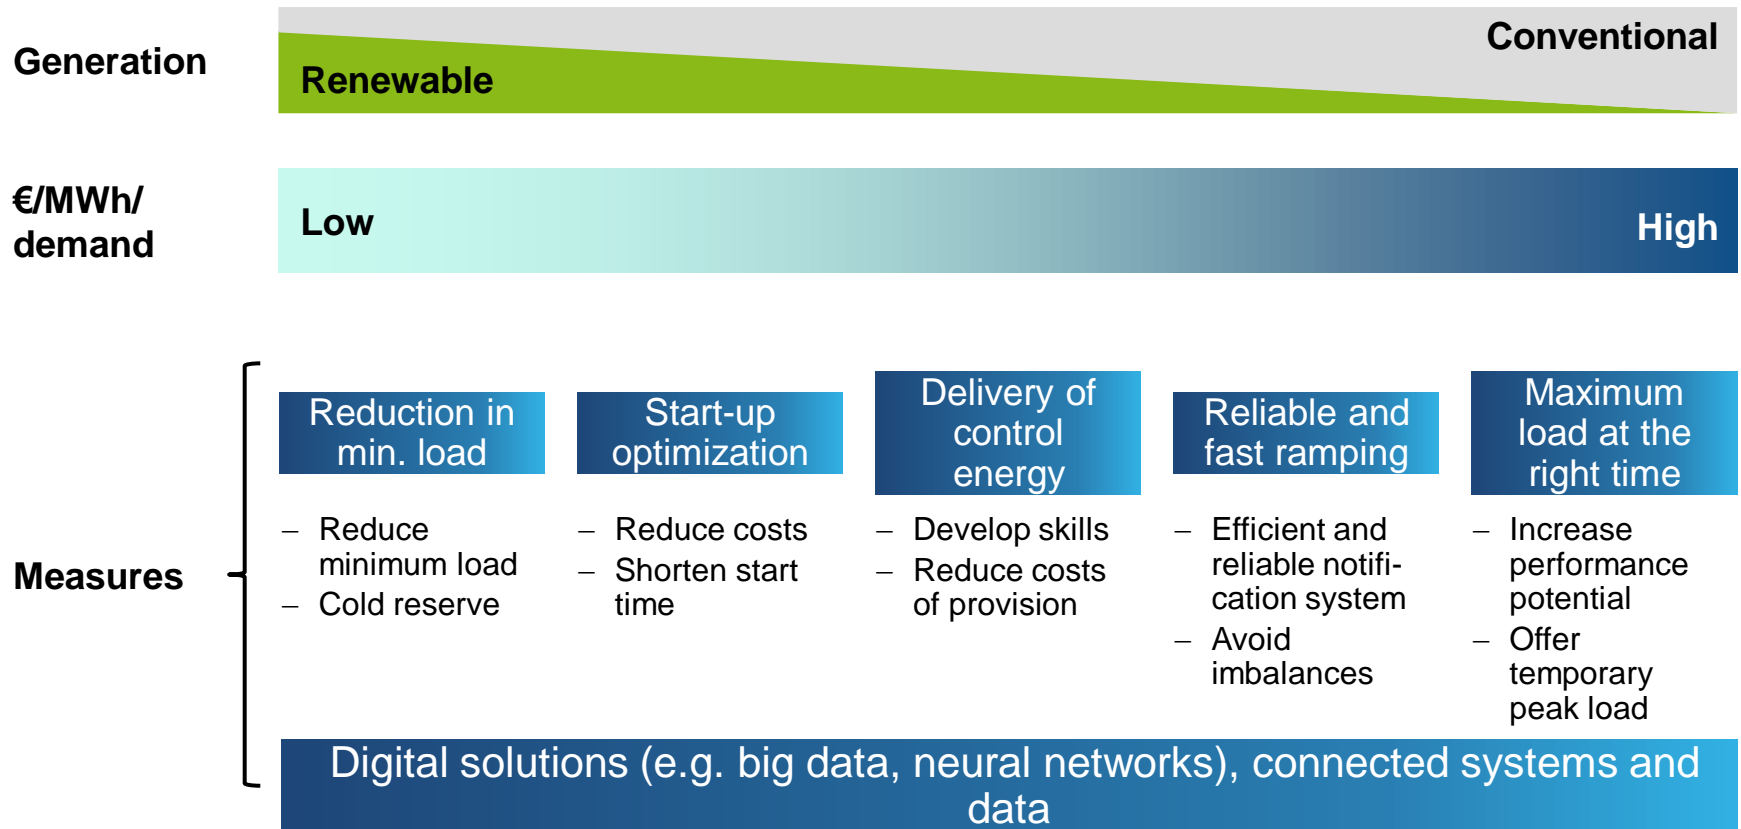 Generation
Renewable
Conventional
€/MWh/
demand
Low
High
Measures
Reduction in
min. load
– Reduce
minimum load
– Cold reserve
Start-up
optimization
– Reduce costs
– Shorten start
time
Delivery of
control
energy
– Develop skills
– Reduce costs
of provision
Reliable and
fast ramping
– Efficient and
reliable notifi-
cation system
– Avoid
imbalances
Maximum
load at the
right time
– Increase
performance
potential
– Offer
temporary
peak load
Digital solutions (e.g. big data, neural networks), connected systems and
data